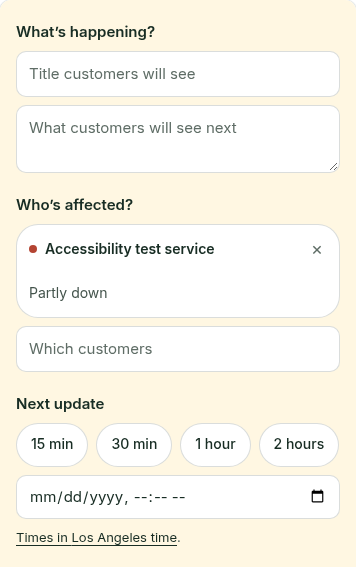 What's happening?
Title customers will see
What customers will see next
Who's affected?
Accessibility test service ×
Partly down
Which customers
Next update
15 min 30 min 1 hour 2 hours
mm/dd/yyyy, --:-- --
Times in Los Angeles time.